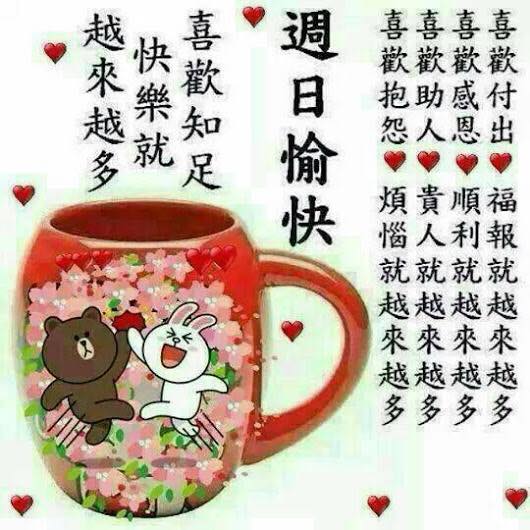 喜歡付出
福報就越來越多
喜歡感恩
順利就越來越多
喜歡助人
貴人就越來越多
喜歡抱怨
煩惱就越來越多
週日愉快
喜歡知足
快樂就
越來越多